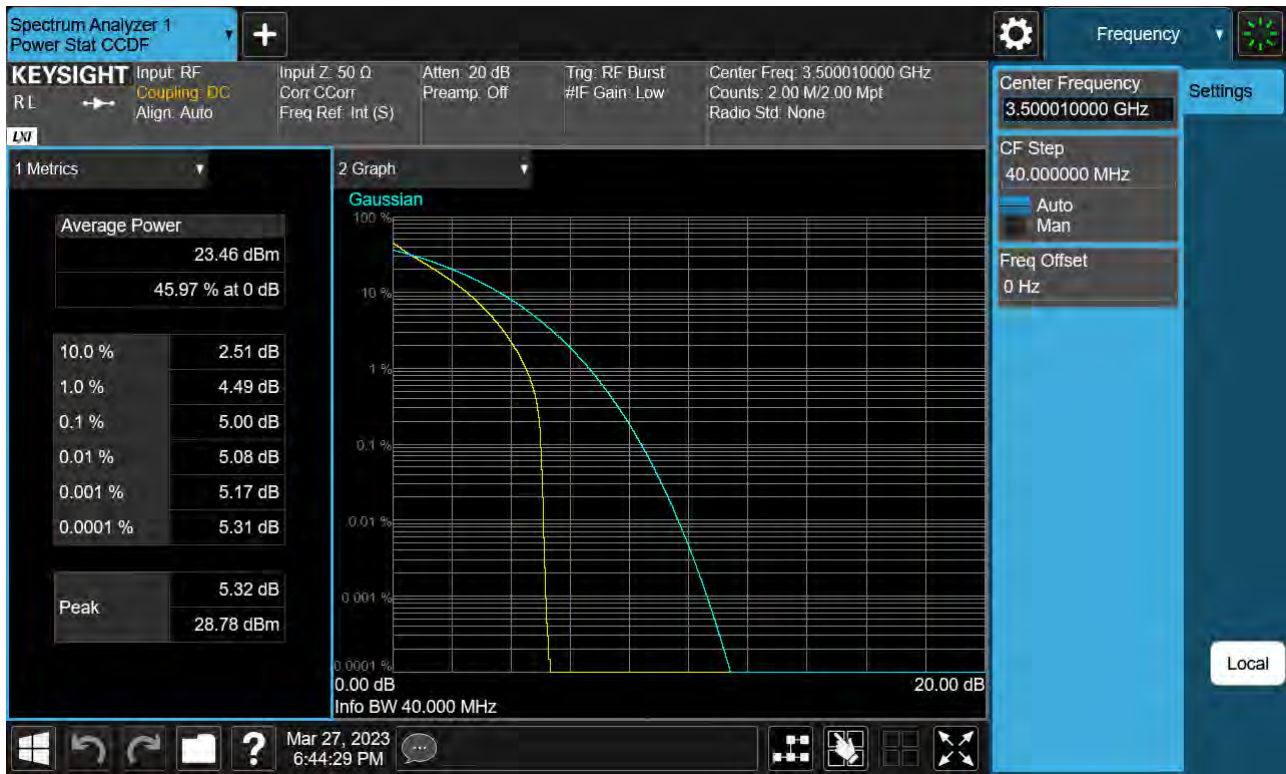 Spectrum Analyzer 1
Power Stat CCDF
Frequency
KEYSIGHT
R L
LXI
Input: RF
Coupling: DC
Align: Auto
Input Z: 50 Ω
Corr CCorr
Freq Ref: Int (S)
Atten: 20 dB
Preamp: Off
Trig: RF Burst
#IF Gain: Low
Center Freq: 3.500010000 GHz
Counts: 2.00 M/2.00 Mpt
Radio Std: None
Center Frequency
3.500010000 GHz
Settings
CF Step
40.000000 MHz
Auto
Man
Freq Offset
0 Hz
1 Metrics
Average Power
23.46 dBm
45.97 % at 0 dB
10.0 % 2.51 dB
1.0 % 4.49 dB
0.1 % 5.00 dB
0.01 % 5.08 dB
0.001 % 5.17 dB
0.0001 % 5.31 dB
Peak
5.32 dB
28.78 dBm
2 Graph
Gaussian
100 %
10 %
1 %
0.1 %
0.01 %
0.001 %
0.0001 %
0.00 dB 20.00 dB
Info BW 40.000 MHz
Local
?
Mar 27, 2023
6:44:29 PM